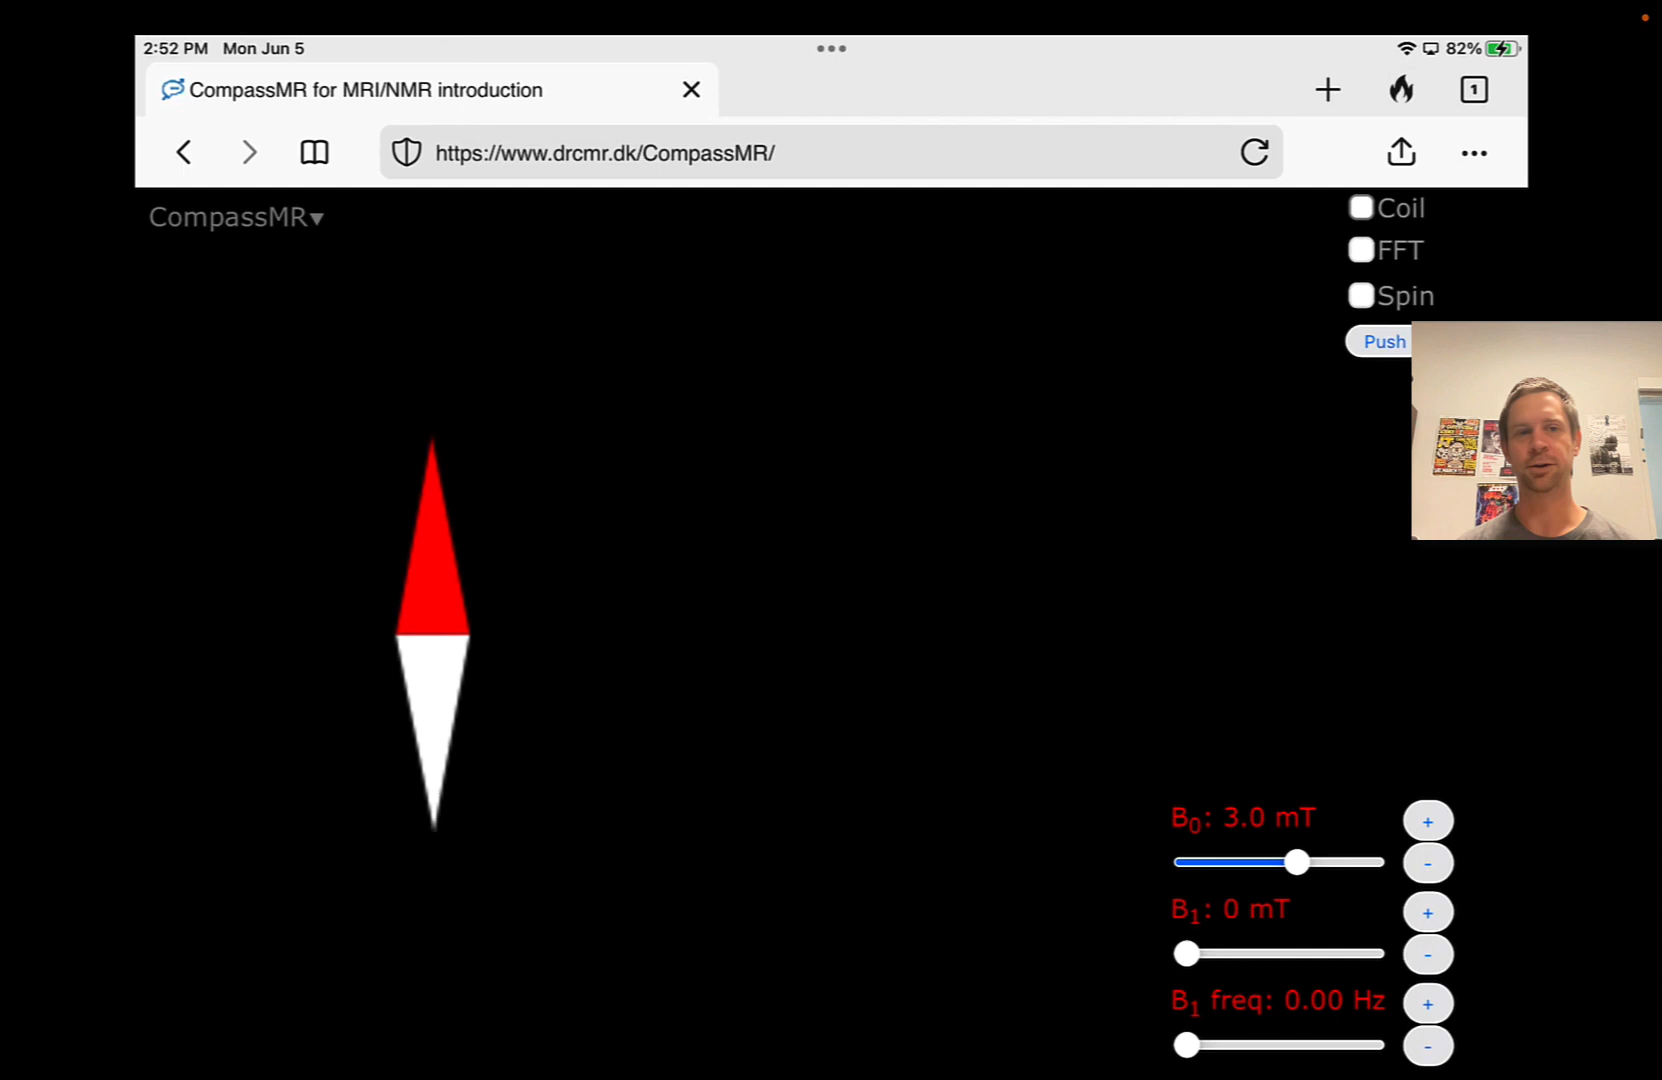 2:52 PM Mon Jun 5
82%
CompassMR for MRI/NMR introduction
1
https://www.drcmr.dk/CompassMR/
CompassMR▾
Coil
FFT
Spin
Push
B₀: 3.0 mT
+
-
B₁: 0 mT
+
-
B₁ freq: 0.00 Hz
+
-